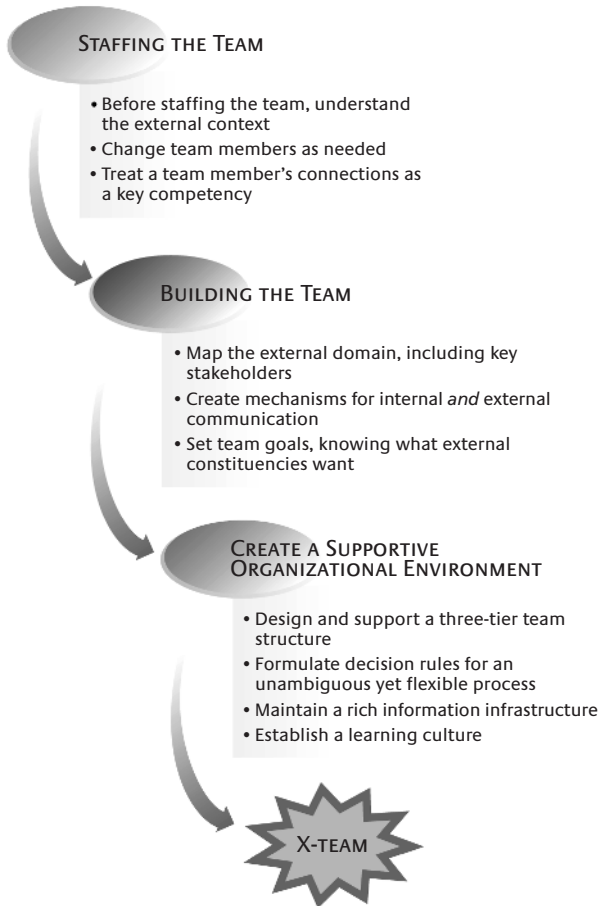 STAFFING THE TEAM
• Before staffing the team, understand
the external context
• Change team members as needed
• Treat a team member's connections as
a key competency
BUILDING THE TEAM
• Map the external domain, including key
stakeholders
• Create mechanisms for internal and external
communication
• Set team goals, knowing what external
constituencies want
CREATE A SUPPORTIVE
ORGANIZATIONAL ENVIRONMENT
• Design and support a three-tier team
structure
• Formulate decision rules for an
unambiguous yet flexible process
• Maintain a rich information infrastructure
• Establish a learning culture
X-TEAM